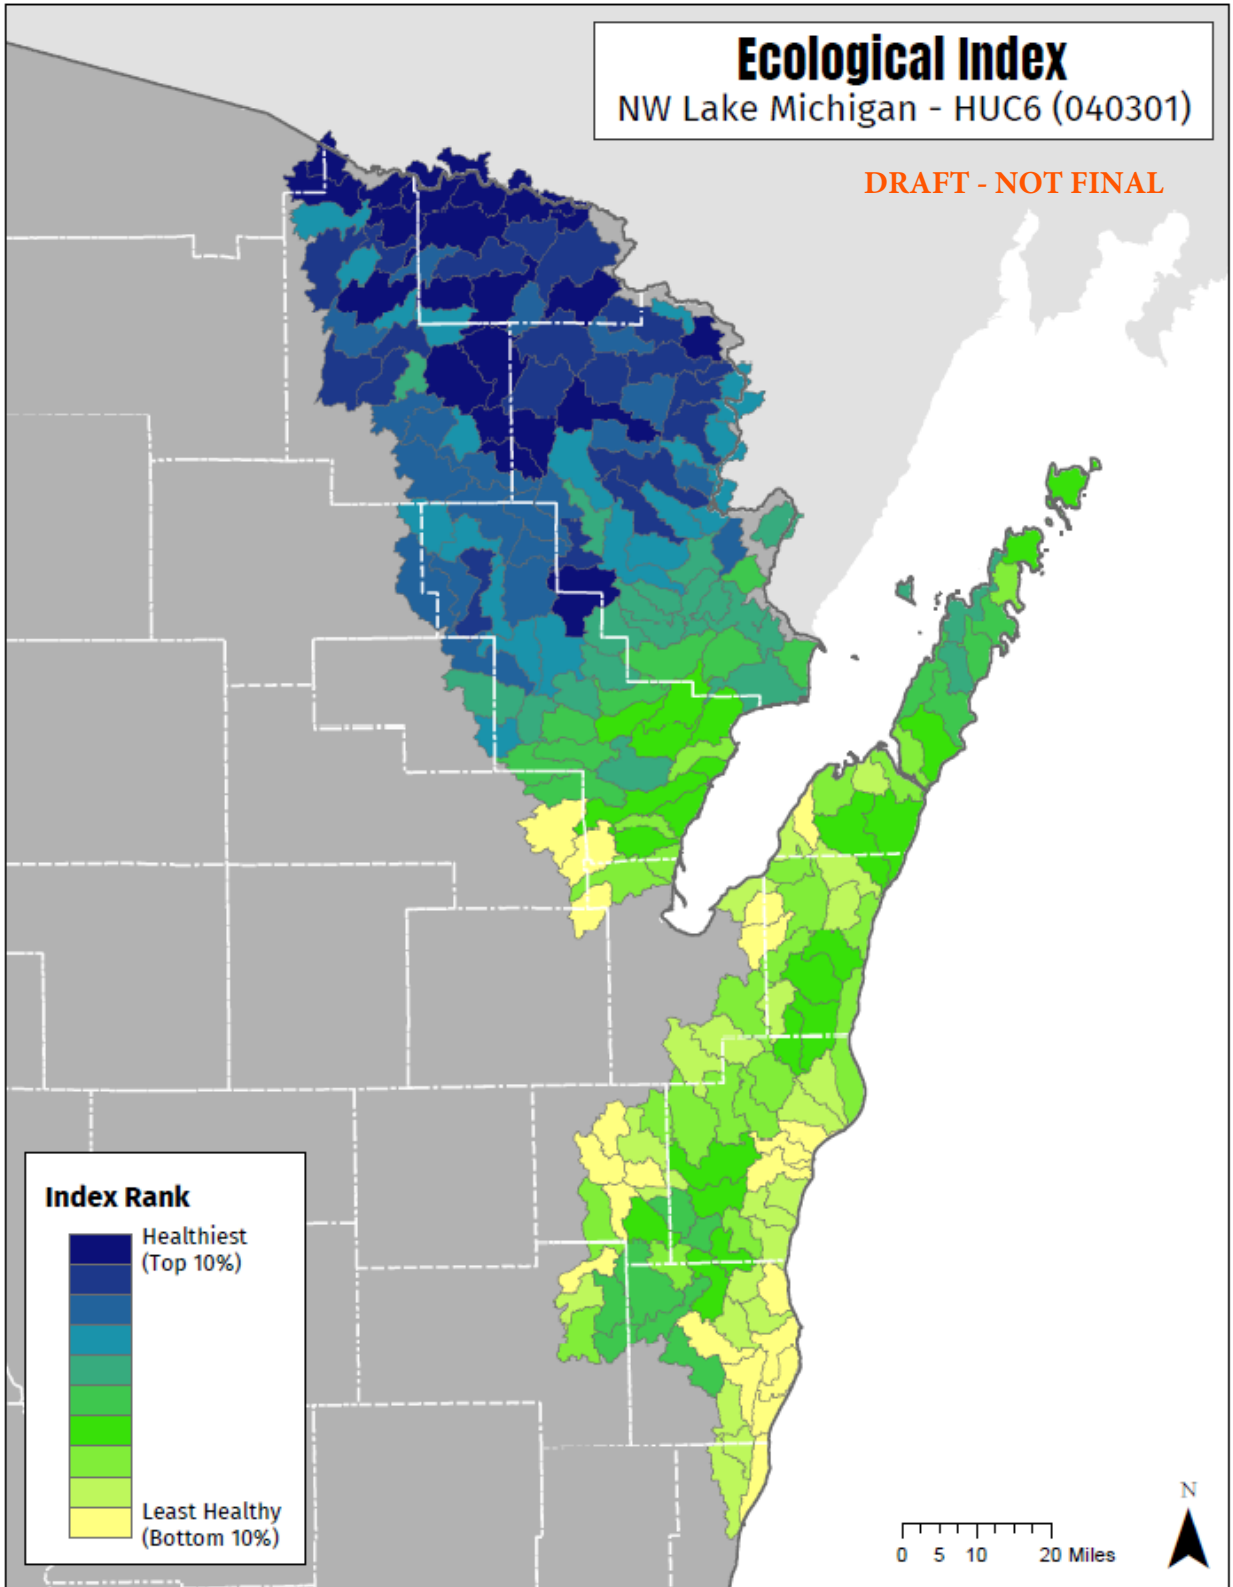 Ecological Index
NW Lake Michigan - HUC6 (040301)
DRAFT - NOT FINAL
Index Rank
Healthiest
(Top 10%)
Least Healthy
(Bottom 10%)
N
0 5 10 20 Miles